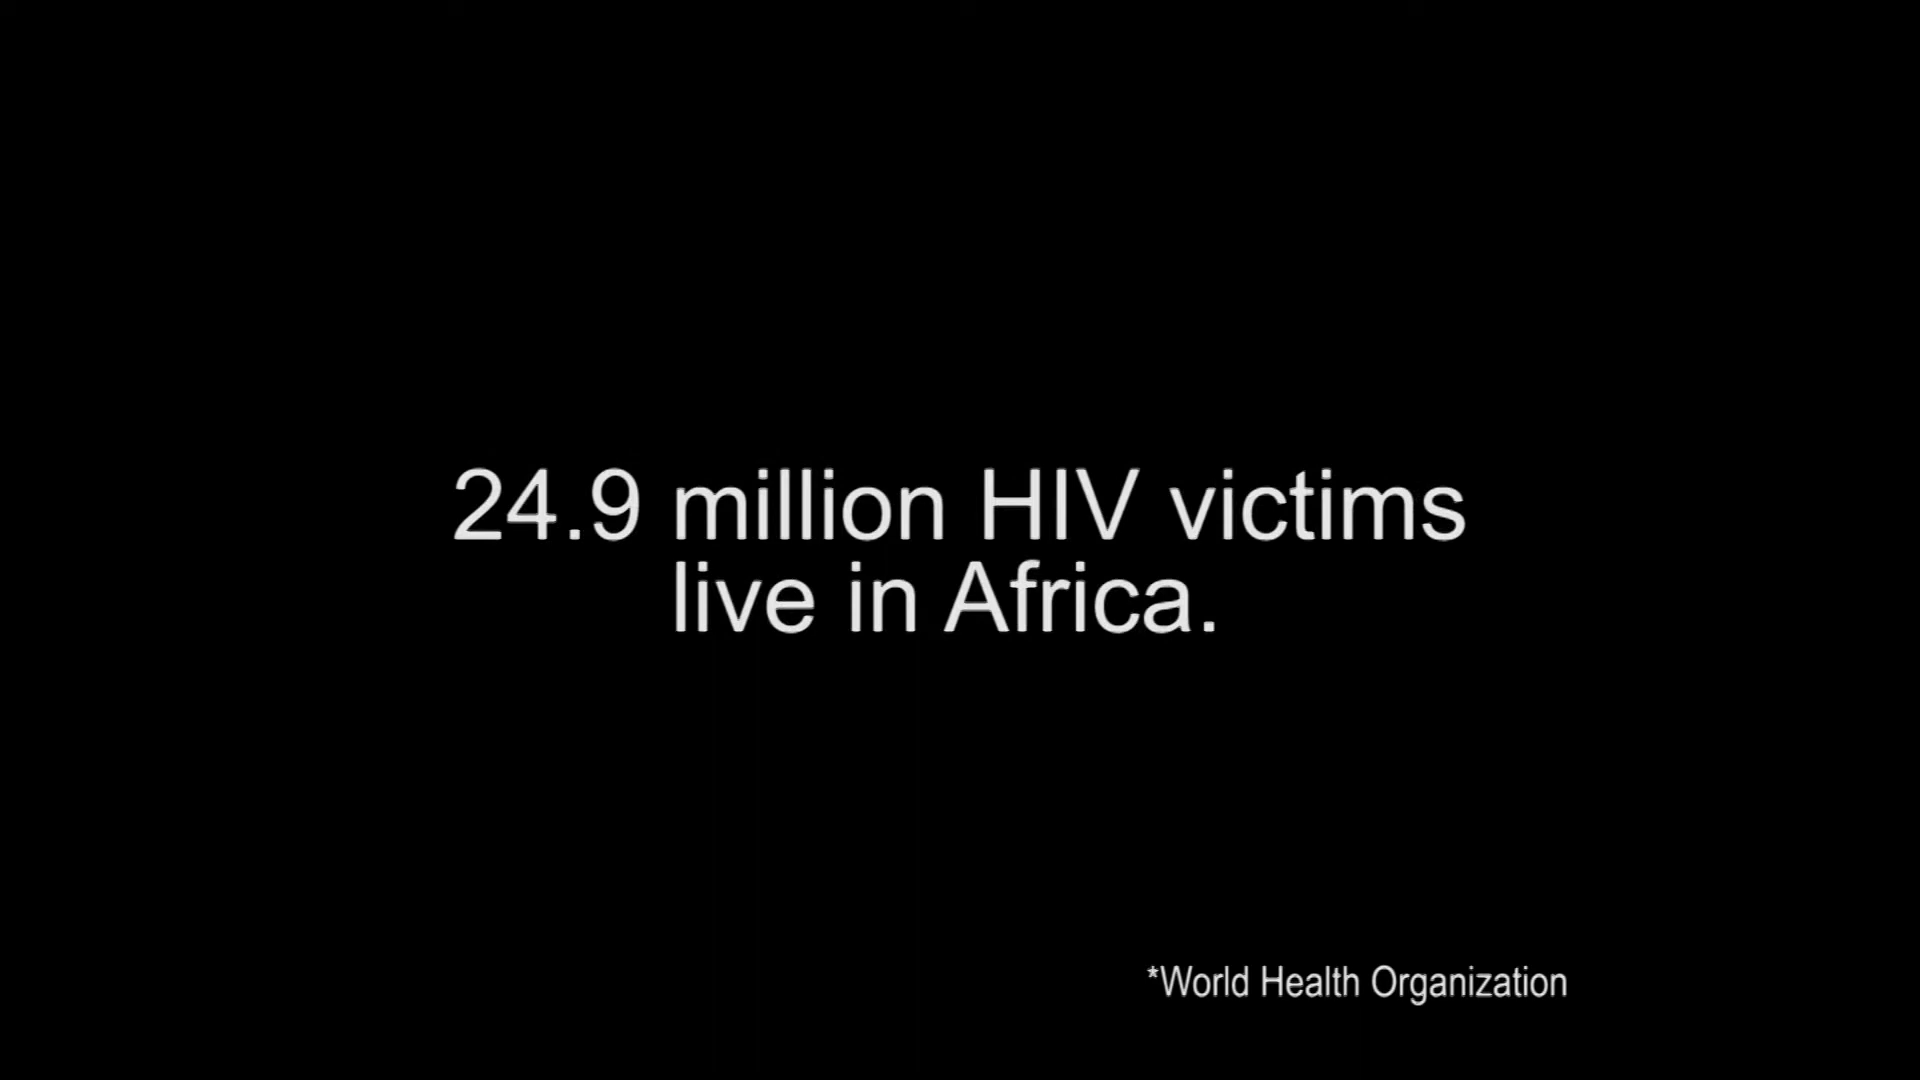 24.9 million HIV victims
live in Africa.
*World Health Organization